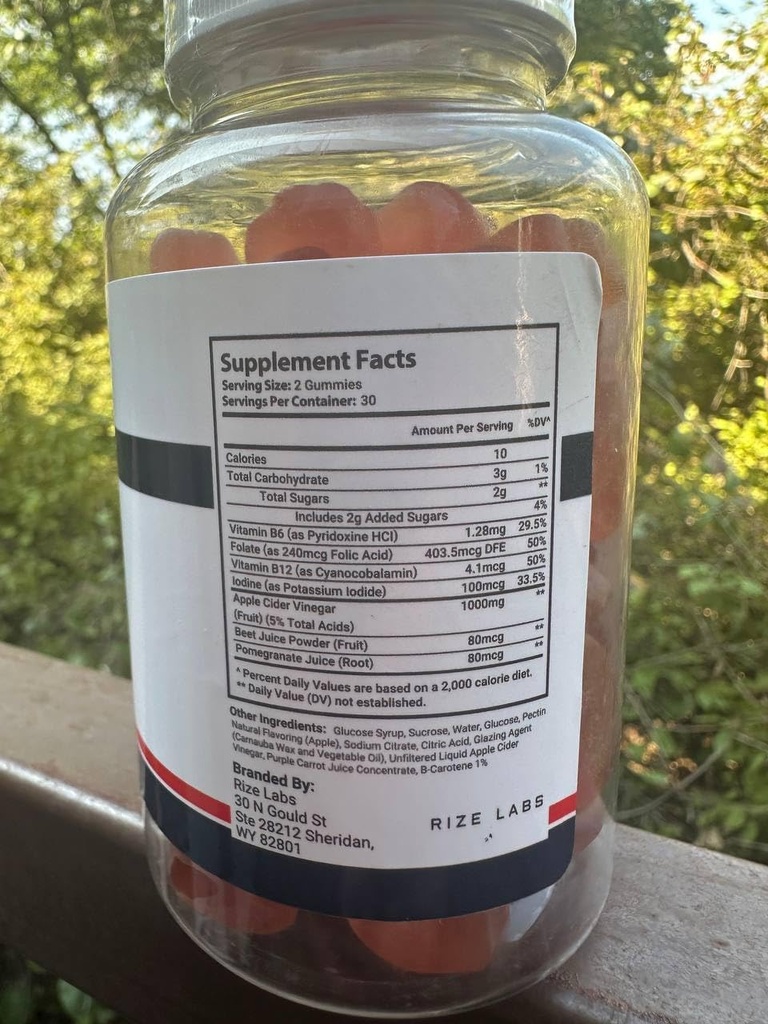 Supplement Facts
Serving Size: 2 Gummies
Servings Per Container: 30
Amount Per Serving %DV^
Calories 10
Total Carbohydrate 3g 1%
Total Sugars 2g **
Includes 2g Added Sugars 4%
Vitamin B6 (as Pyridoxine HCl) 1.28mg 29.5%
Folate (as 240mcg Folic Acid) 403.5mcg DFE 50%
Vitamin B12 (as Cyanocobalamin) 4.1mcg 50%
Iodine (as Potassium Iodide) 100mcg 33.5%
Apple Cider Vinegar 1000mg **
(Fruit) (5% Total Acids)
Beet Juice Powder (Fruit) 80mcg **
Pomegranate Juice (Root) 80mcg **
^ Percent Daily Values are based on a 2,000 calorie diet.
** Daily Value (DV) not established.
Other Ingredients: Glucose Syrup, Sucrose, Water, Glucose, Pectin
Natural Flavoring (Apple), Sodium Citrate, Citric Acid, Glazing Agent
(Carnauba Wax and Vegetable Oil), Unfiltered Liquid Apple Cider
Vinegar, Purple Carrot Juice Concentrate, B-Carotene 1%
Branded By:
Rize Labs
30 N Gould St
Ste 28212 Sheridan,
WY 82801
RIZE LABS